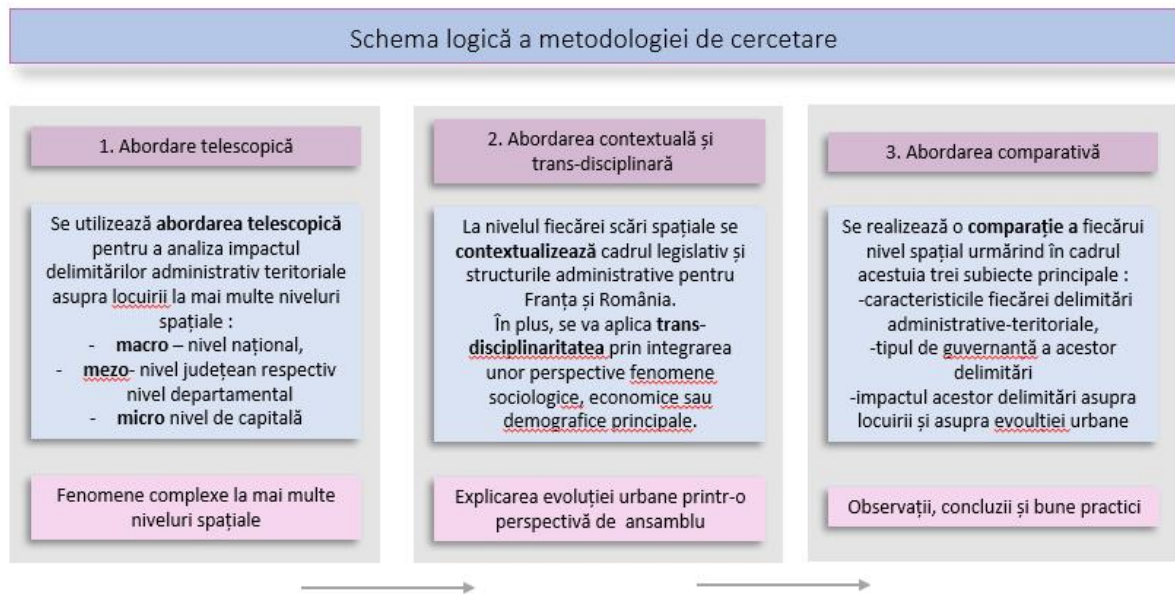 Schema logică a metodologiei de cercetare
1. Abordare telescopică
Se utilizează abordarea telescopică
pentru a analiza impactul
delimitărilor administrativ teritoriale
asupra locuirii la mai multe niveluri
spațiale :
- macro – nivel național,
- mezo- nivel județean respectiv
nivel departamental
- micro nivel de capitală
Fenomene complexe la mai multe
niveluri spațiale
2. Abordarea contextuală și
trans-disciplinară
La nivelul fiecărei scări spațiale se
contextualizează cadrul legislativ și
structurile administrative pentru
Franța și România.
În plus, se va aplica trans-
disciplinaritatea prin integrarea
unor perspective fenomene
sociologice, economice sau
demografice principale.
Explicarea evoluției urbane printr-o
perspectivă de ansamblu
3. Abordarea comparativă
Se realizează o comparație a fiecărui
nivel spațial urmărind în cadrul
acestuia trei subiecte principale :
-caracteristicile fiecărei delimitări
administrative-teritoriale,
-tipul de guvernanță a acestor
delimitări
-impactul acestor delimitări asupra
locuirii și asupra evoulției urbane
Observații, concluzii și bune practici